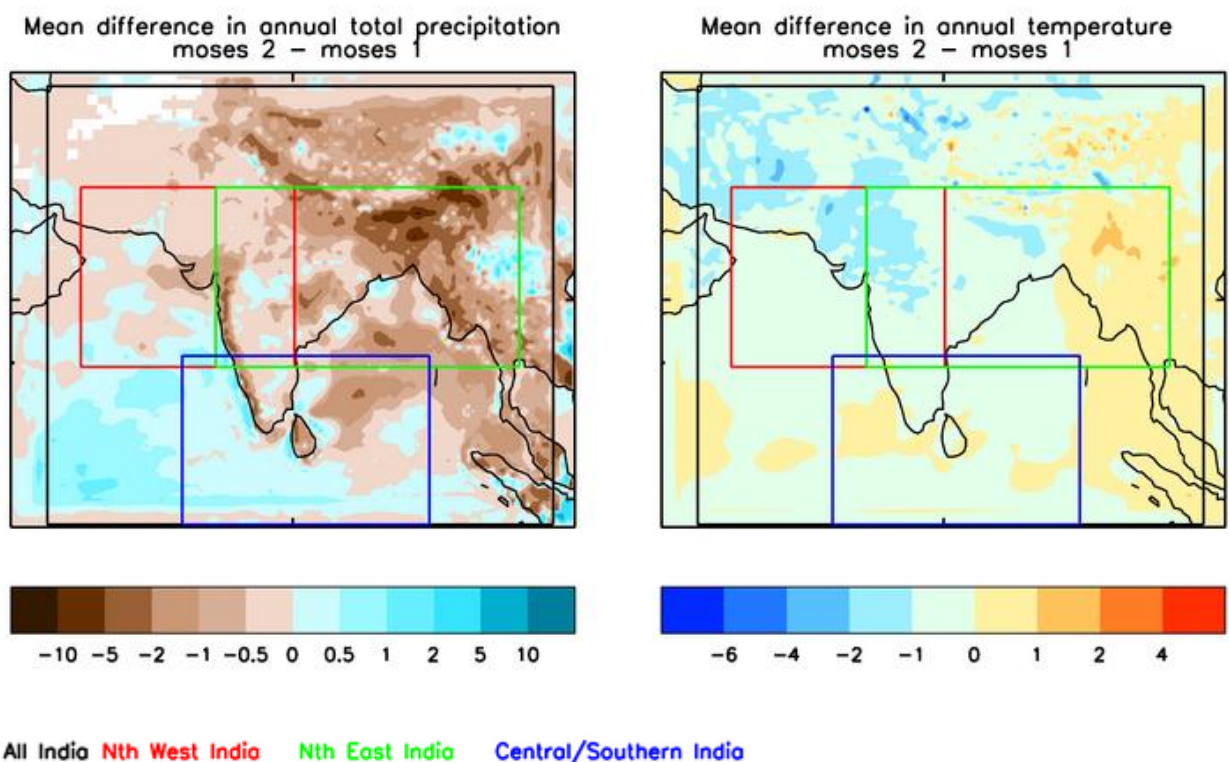 Mean difference in annual total precipitation
moses 2 – moses 1
Mean difference in annual temperature
moses 2 – moses 1
−10 −5 −2 −1 −0.5 0 0.5 1 2 5 10
−6 −4 −2 −1 0 1 2 4
All India Nth West India Nth East India Central/Southern India